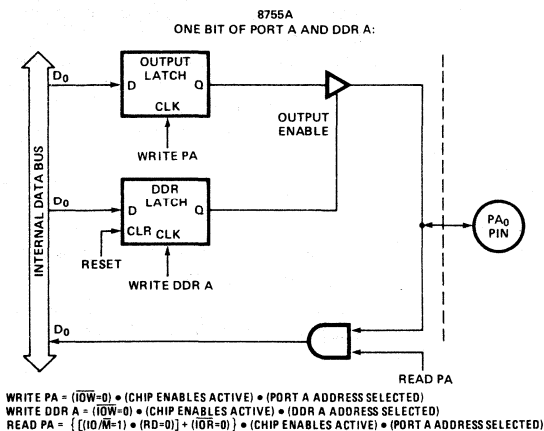 8755A
ONE BIT OF PORT A AND DDR A:
OUTPUT
LATCH
D0
D
Q
CLK
OUTPUT
ENABLE
WRITE PA
INTERNAL DATA BUS
DDR
LATCH
D0
D
Q
CLR CLK
RESET
WRITE DDR A
PA0
PIN
D0
READ PA
WRITE PA = (I̅O̅W̅=0) ● (CHIP ENABLES ACTIVE) ● (PORT A ADDRESS SELECTED)
WRITE DDR A = (I̅O̅W̅=0) ● (CHIP ENABLES ACTIVE) ● (DDR A ADDRESS SELECTED)
READ PA = {[(IO/M̅=1) ● (RD=0)] + (I̅O̅R̅=0)} ● (CHIP ENABLES ACTIVE) ● (PORT A ADDRESS SELECTED)